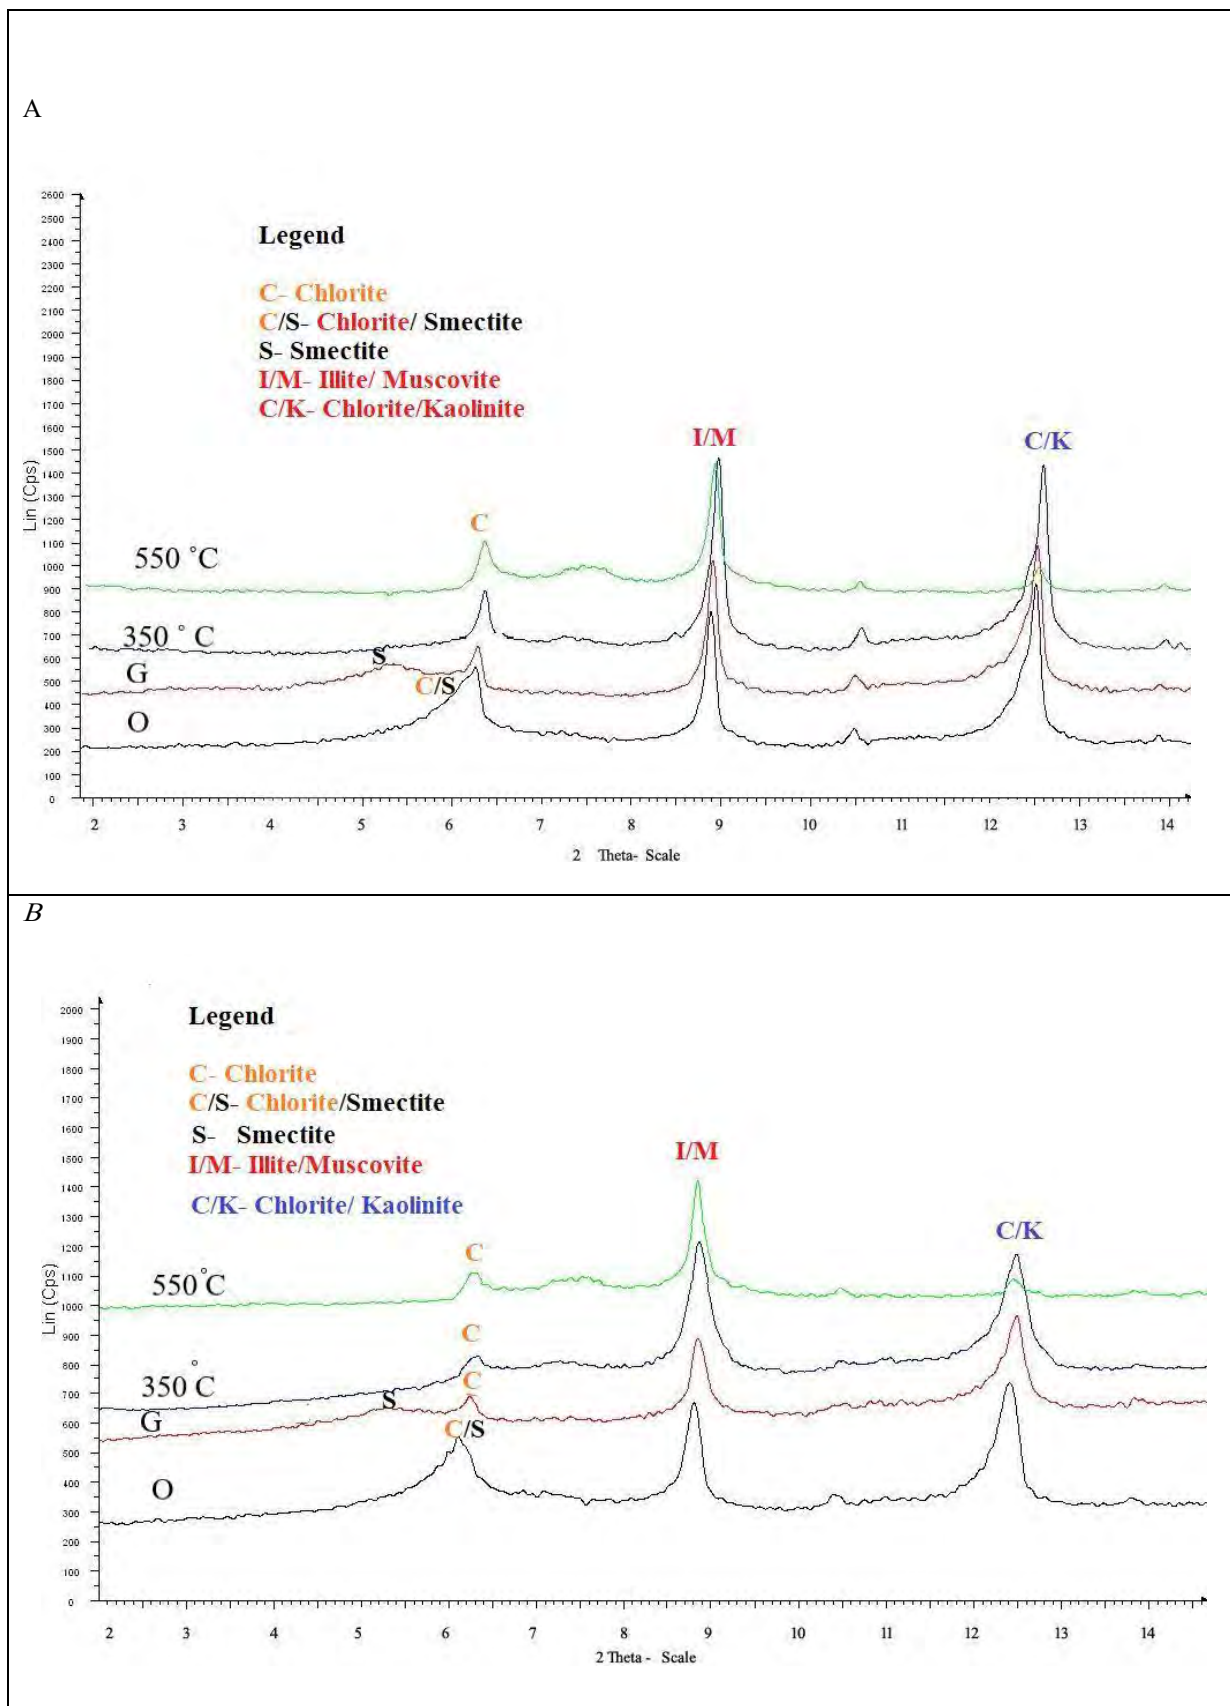 A
2600
2500
2400
2300
2200
2100
2000
1900
1800
1700
1600
1500
1400
1300
1200
1100
1000
900
800
700
600
500
400
300
200
100
0
Lin (Cps)
Legend
C- Chlorite
C/S- Chlorite/ Smectite
S- Smectite
I/M- Illite/ Muscovite
C/K- Chlorite/Kaolinite
I/M
C/K
C
550 °C
350 ° C
S
G
C/S
O
2 3 4 5 6 7 8 9 10 11 12 13 14
2 Theta- Scale
B
2000
1900
1800
1700
1600
1500
1400
1300
1200
1100
1000
900
800
700
600
500
400
300
200
100
0
Lin (Cps)
Legend
C- Chlorite
C/S- Chlorite/Smectite
S- Smectite
I/M- Illite/Muscovite
C/K- Chlorite/ Kaolinite
I/M
C/K
C
550°C
C
350°C
C
S
G
C/S
O
2 3 4 5 6 7 8 9 10 11 12 13 14
2 Theta - Scale